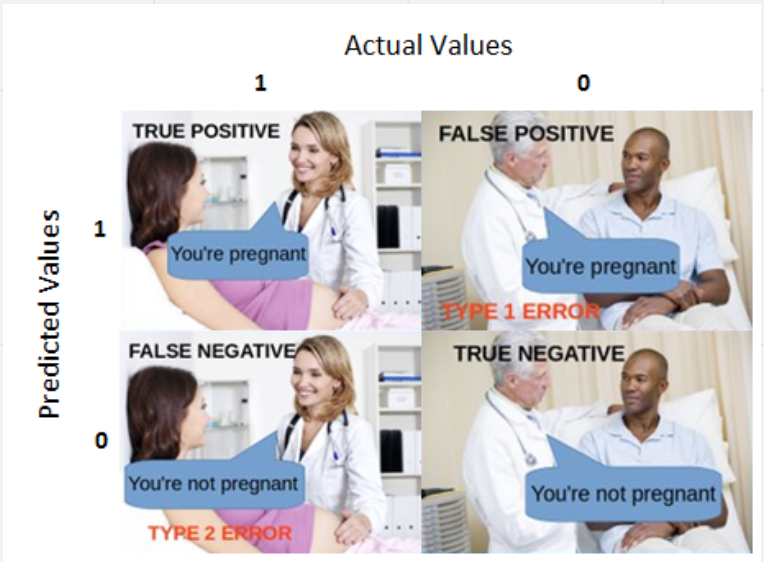 Actual Values
1
0
TRUE POSITIVE
FALSE POSITIVE
Predicted Values
1
You're pregnant
You're pregnant
TYPE 1 ERROR
FALSE NEGATIVE
TRUE NEGATIVE
0
You're not pregnant
You're not pregnant
TYPE 2 ERROR